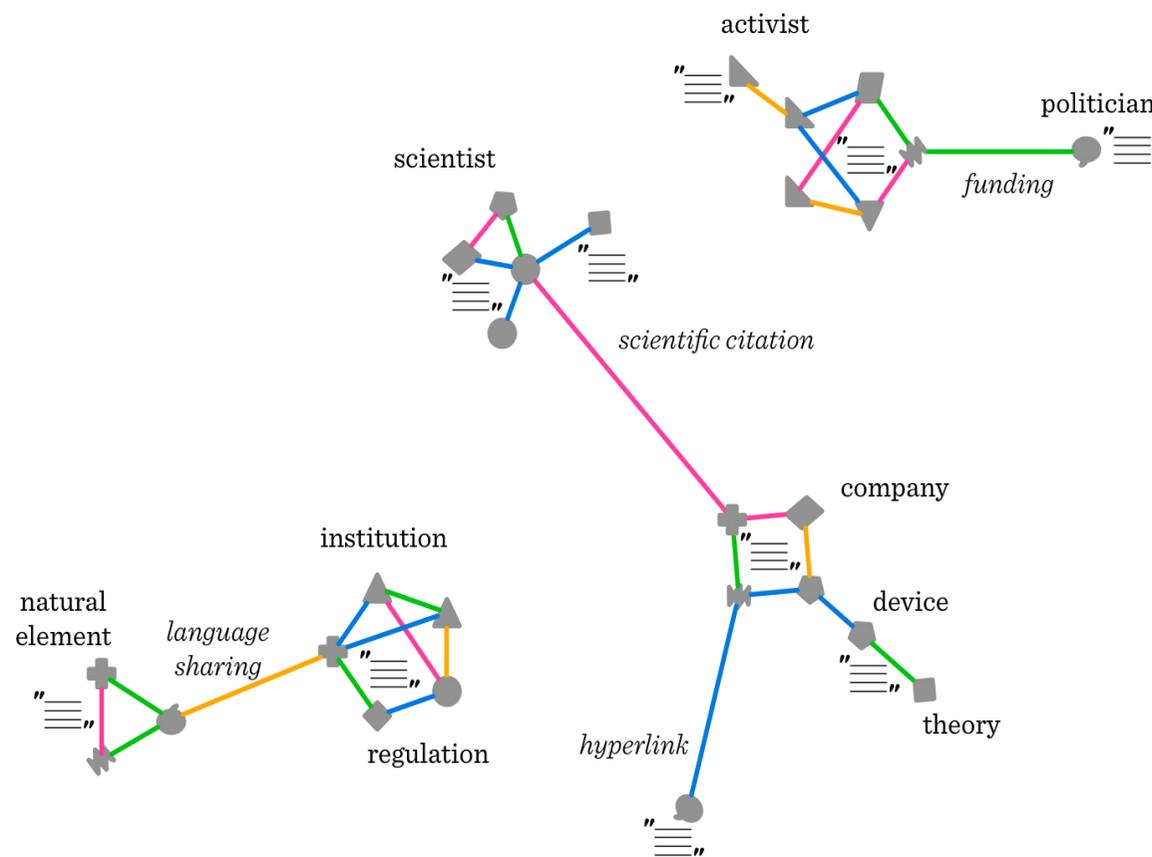 activist
politician
scientist
funding
scientific citation
company
institution
device
natural
element
language
sharing
theory
regulation
hyperlink